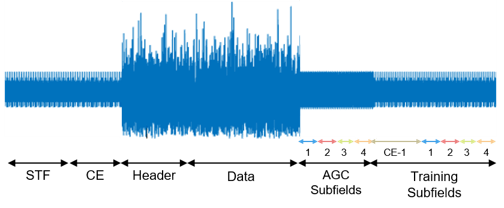 1 2 3 4 CE-1 1 2 3 4
STF CE Header Data AGC Training
Subfields Subfields